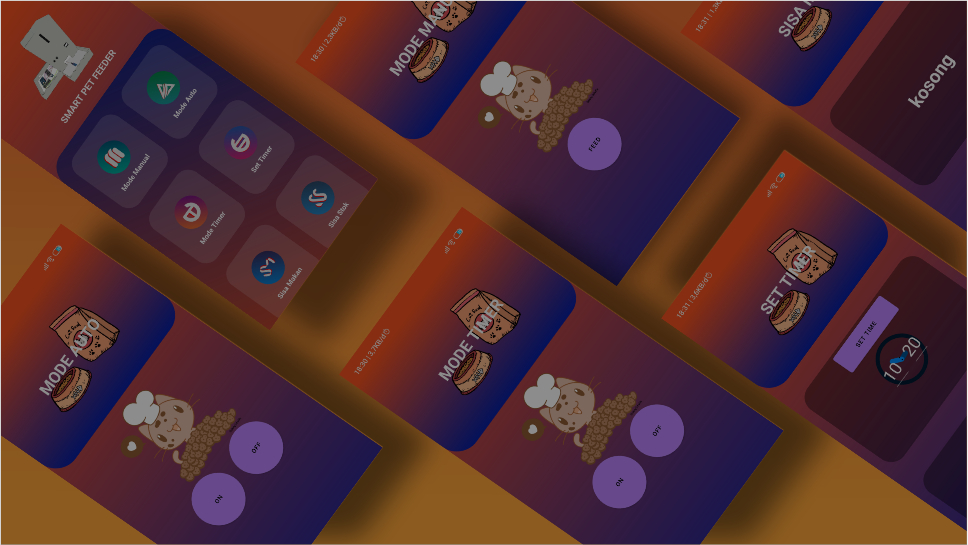 SMART PET FEEDER
Mode Auto
Mode Manual
Set Timer
Mode Timer
Sisa Stok
Sisa Makan
18:30 | 2,3KB/d
MODE MAN
FEED
18:31 | 1,3K
SISA
kosong
MODE AUTO
OFF
ON
18:30 | 3,7KB/d
MODE TIMER
OFF
ON
18:31 | 3,6KB/d
SET TIMER
SET TIME
10 20